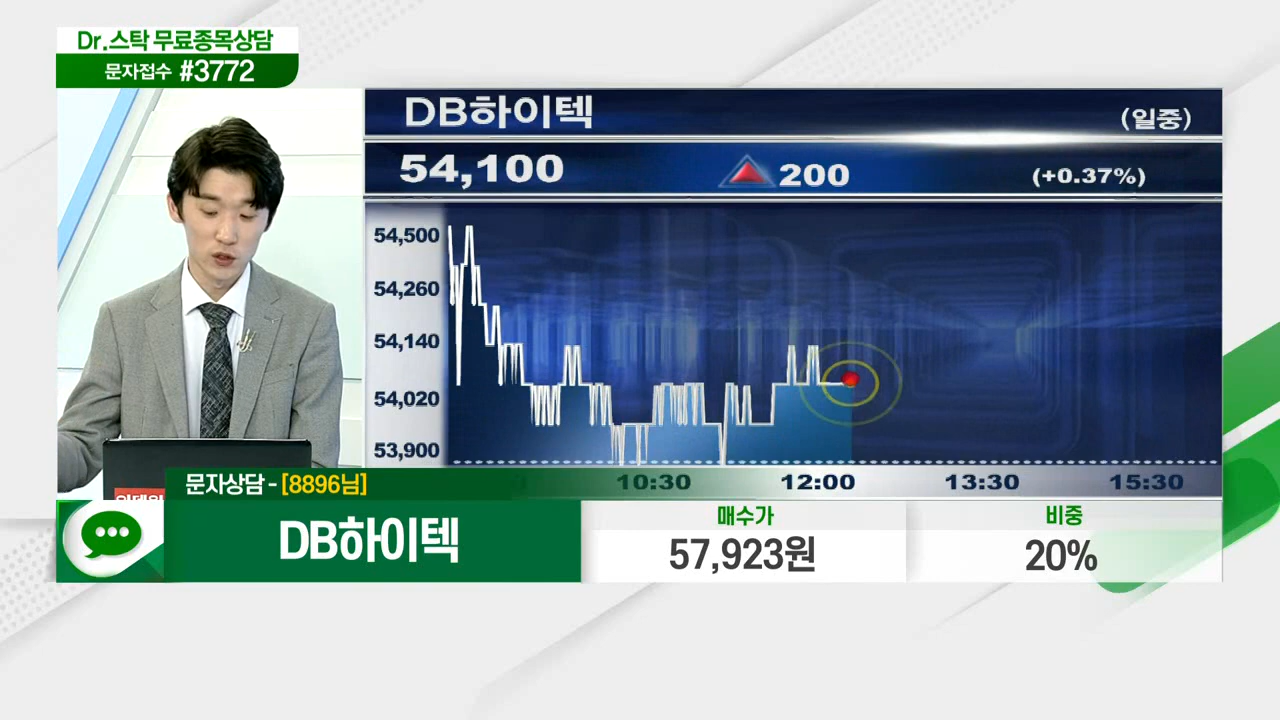 Dr.스탁 무료종목상담
문자접수 #3772
DB하이텍
(일중)
54,100
200
(+0.37%)
54,500
54,260
54,140
54,020
53,900
10:30
12:00
13:30
15:30
문자상담 - [8896님]
DB하이텍
매수가
57,923원
비중
20%